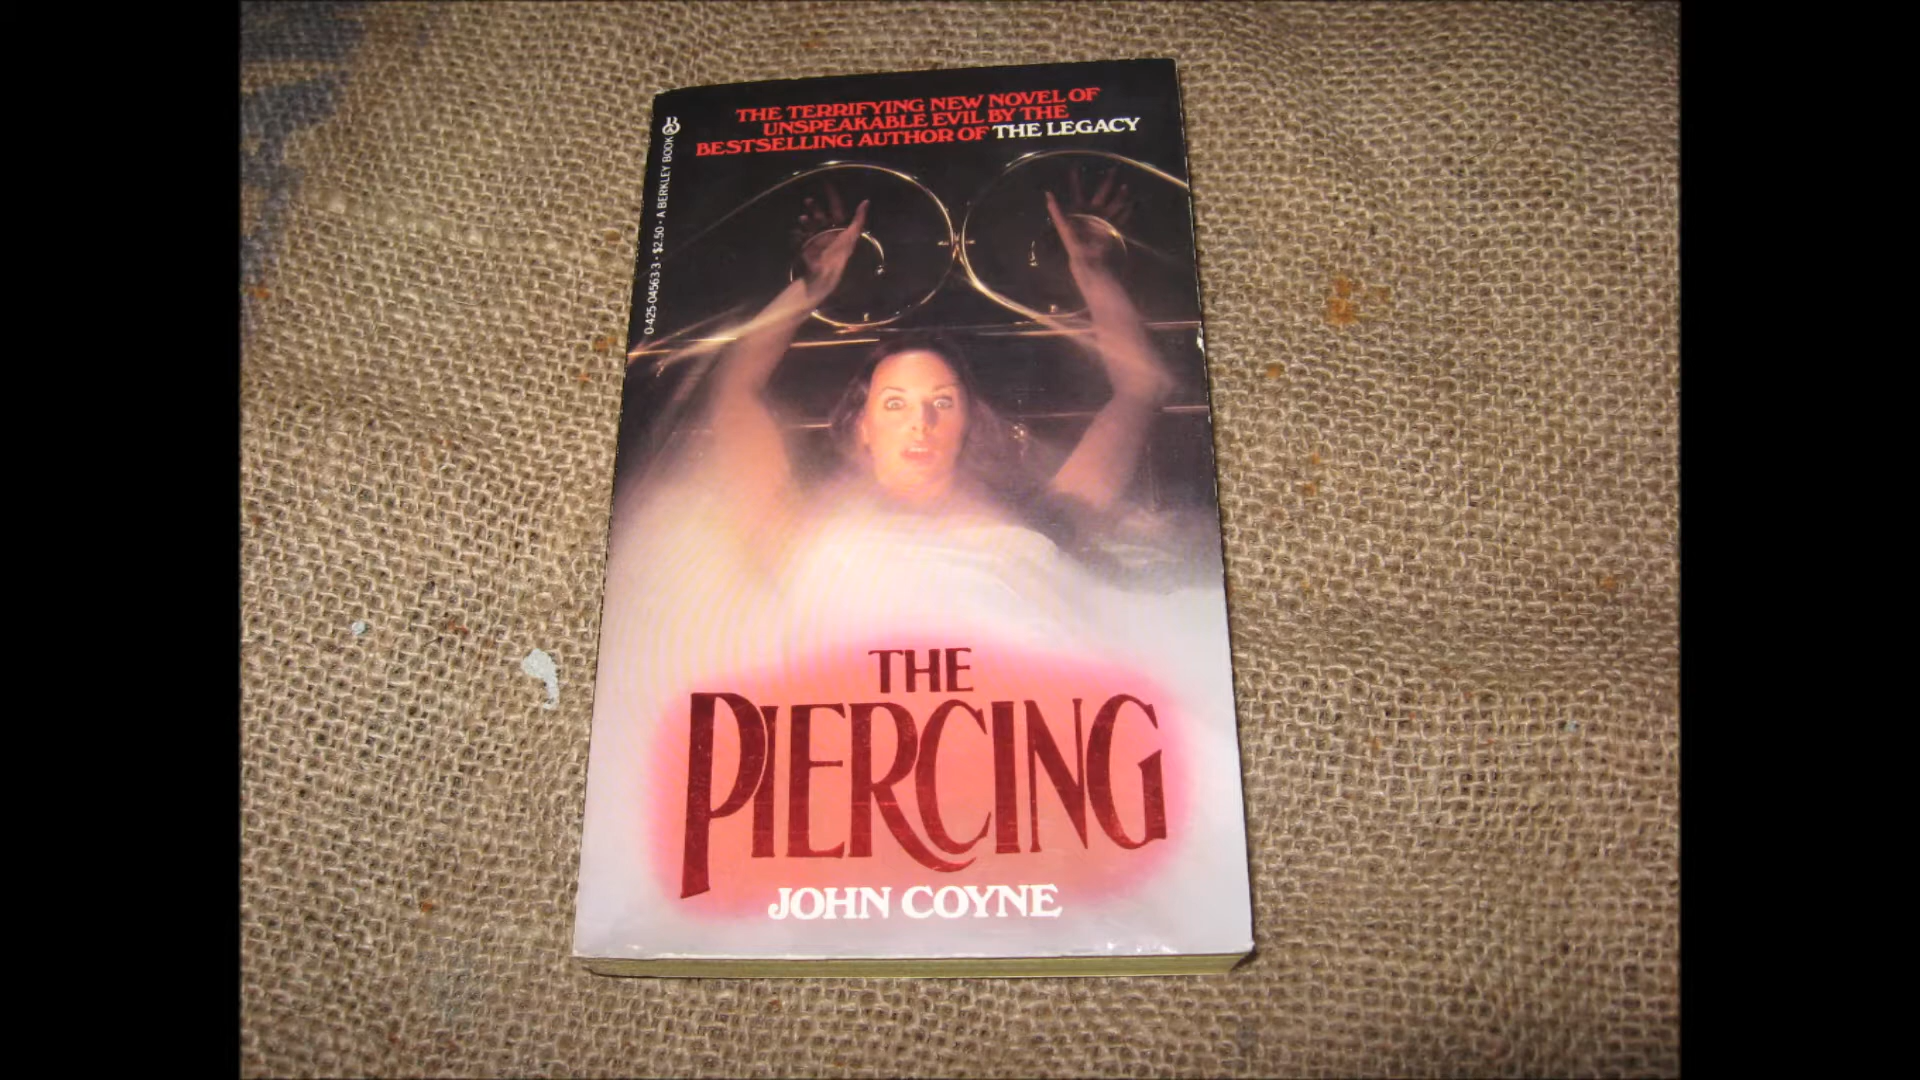 THE TERRIFYING NEW NOVEL OF
UNSPEAKABLE EVIL BY THE
BESTSELLING AUTHOR OF THE LEGACY
0-425-04563-3 • $2.50 • A BERKLEY BOOK
THE
PIERCING
JOHN COYNE